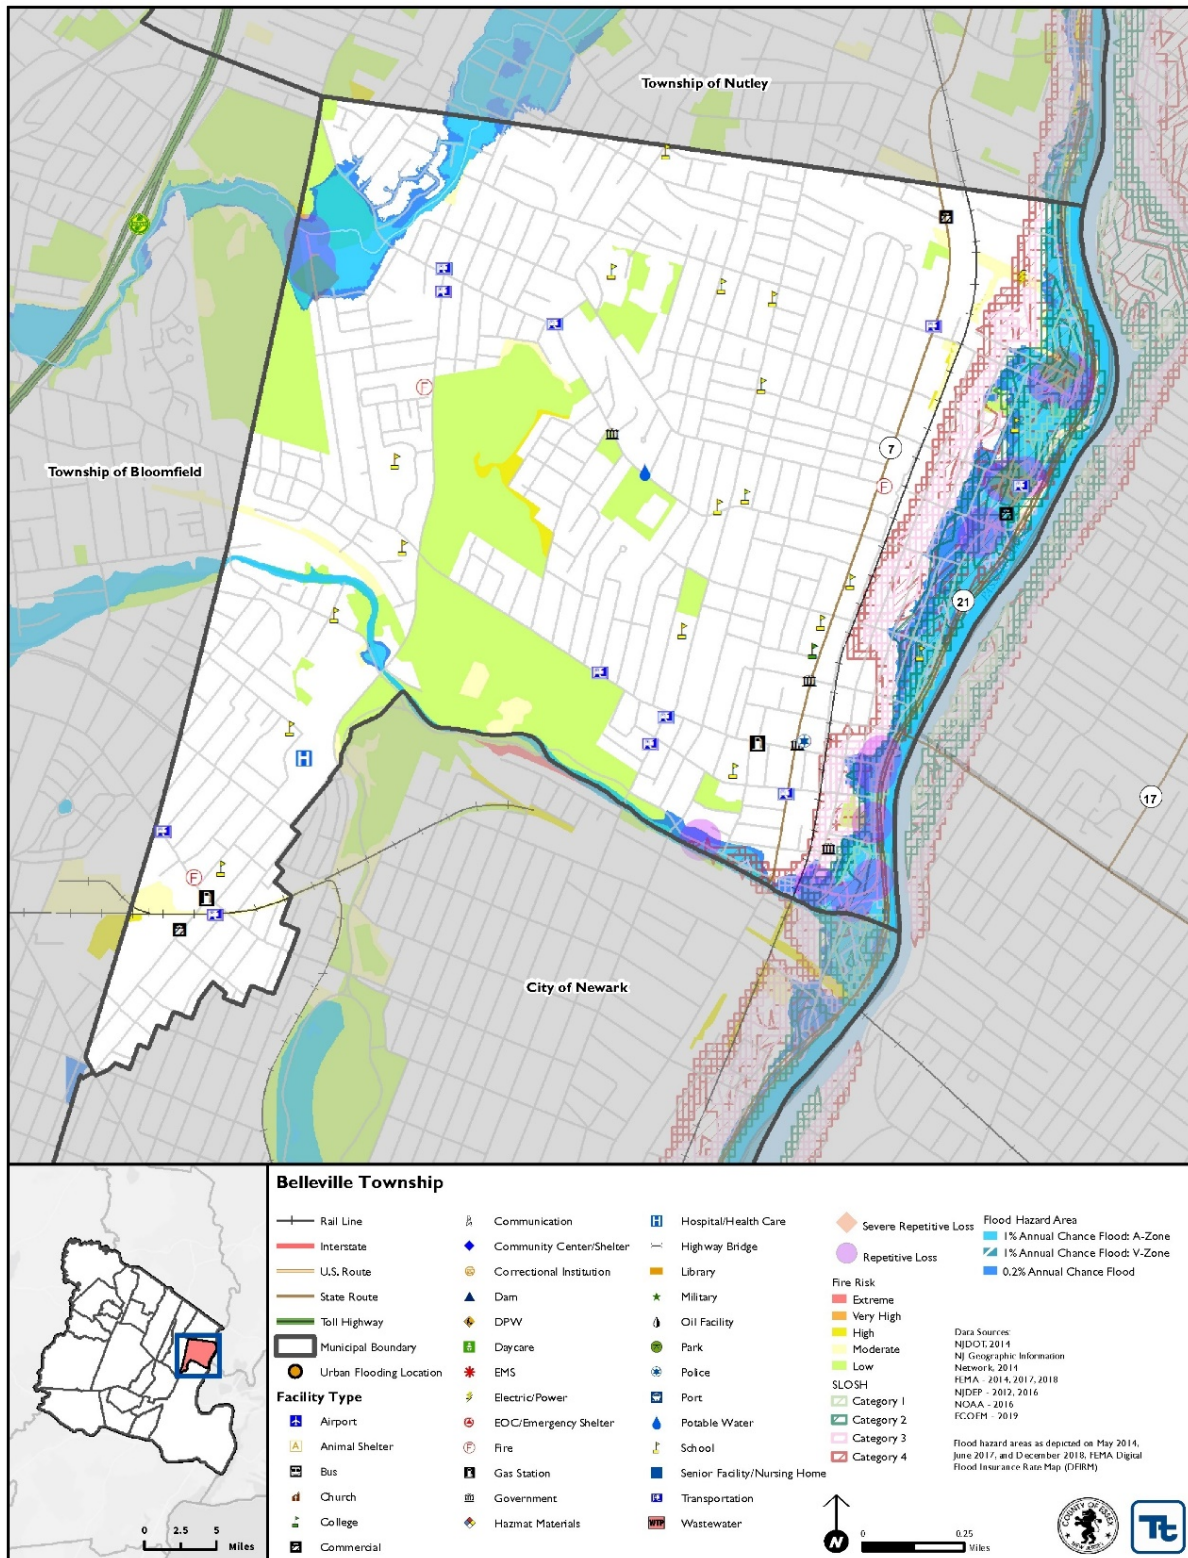 Township of Nutley
Township of Bloomfield
7
21
17
City of Newark
F
F
F
H
Belleville Township
Rail Line
Interstate
U.S. Route
State Route
Toll Highway
Municipal Boundary
Urban Flooding Location
Facility Type
Airport
Animal Shelter
Bus
Church
College
Commercial
Communication
Community Center/Shelter
Correctional Institution
Dam
DPW
Daycare
EMS
Electric/Power
EOC/Emergency Shelter
Fire
Gas Station
Government
Hazmat Materials
Hospital/Health Care
Highway Bridge
Library
Military
Oil Facility
Park
Police
Port
Potable Water
School
Senior Facility/Nursing Home
Transportation
WTP Wastewater
Severe Repetitive Loss
Repetitive Loss
Fire Risk
Extreme
Very High
High
Moderate
Low
SLOSH
Category 1
Category 2
Category 3
Category 4
Flood Hazard Area
1% Annual Chance Flood: A-Zone
1% Annual Chance Flood: V-Zone
0.2% Annual Chance Flood
Data Sources:
NJDOT, 2014
NJ Geographic Information
Network, 2014
FEMA - 2014, 2017, 2018
NJDEP - 2012, 2016
NOAA - 2016
ECOEM - 2019
Flood hazard areas as depicted on May 2014,
June 2017, and December 2018, FEMA Digital
Flood Insurance Rate Map (DFIRM)
0 2.5 5
Miles
N
0 0.25
Miles
COUNTY OF ESSEX
NEW JERSEY
Tt